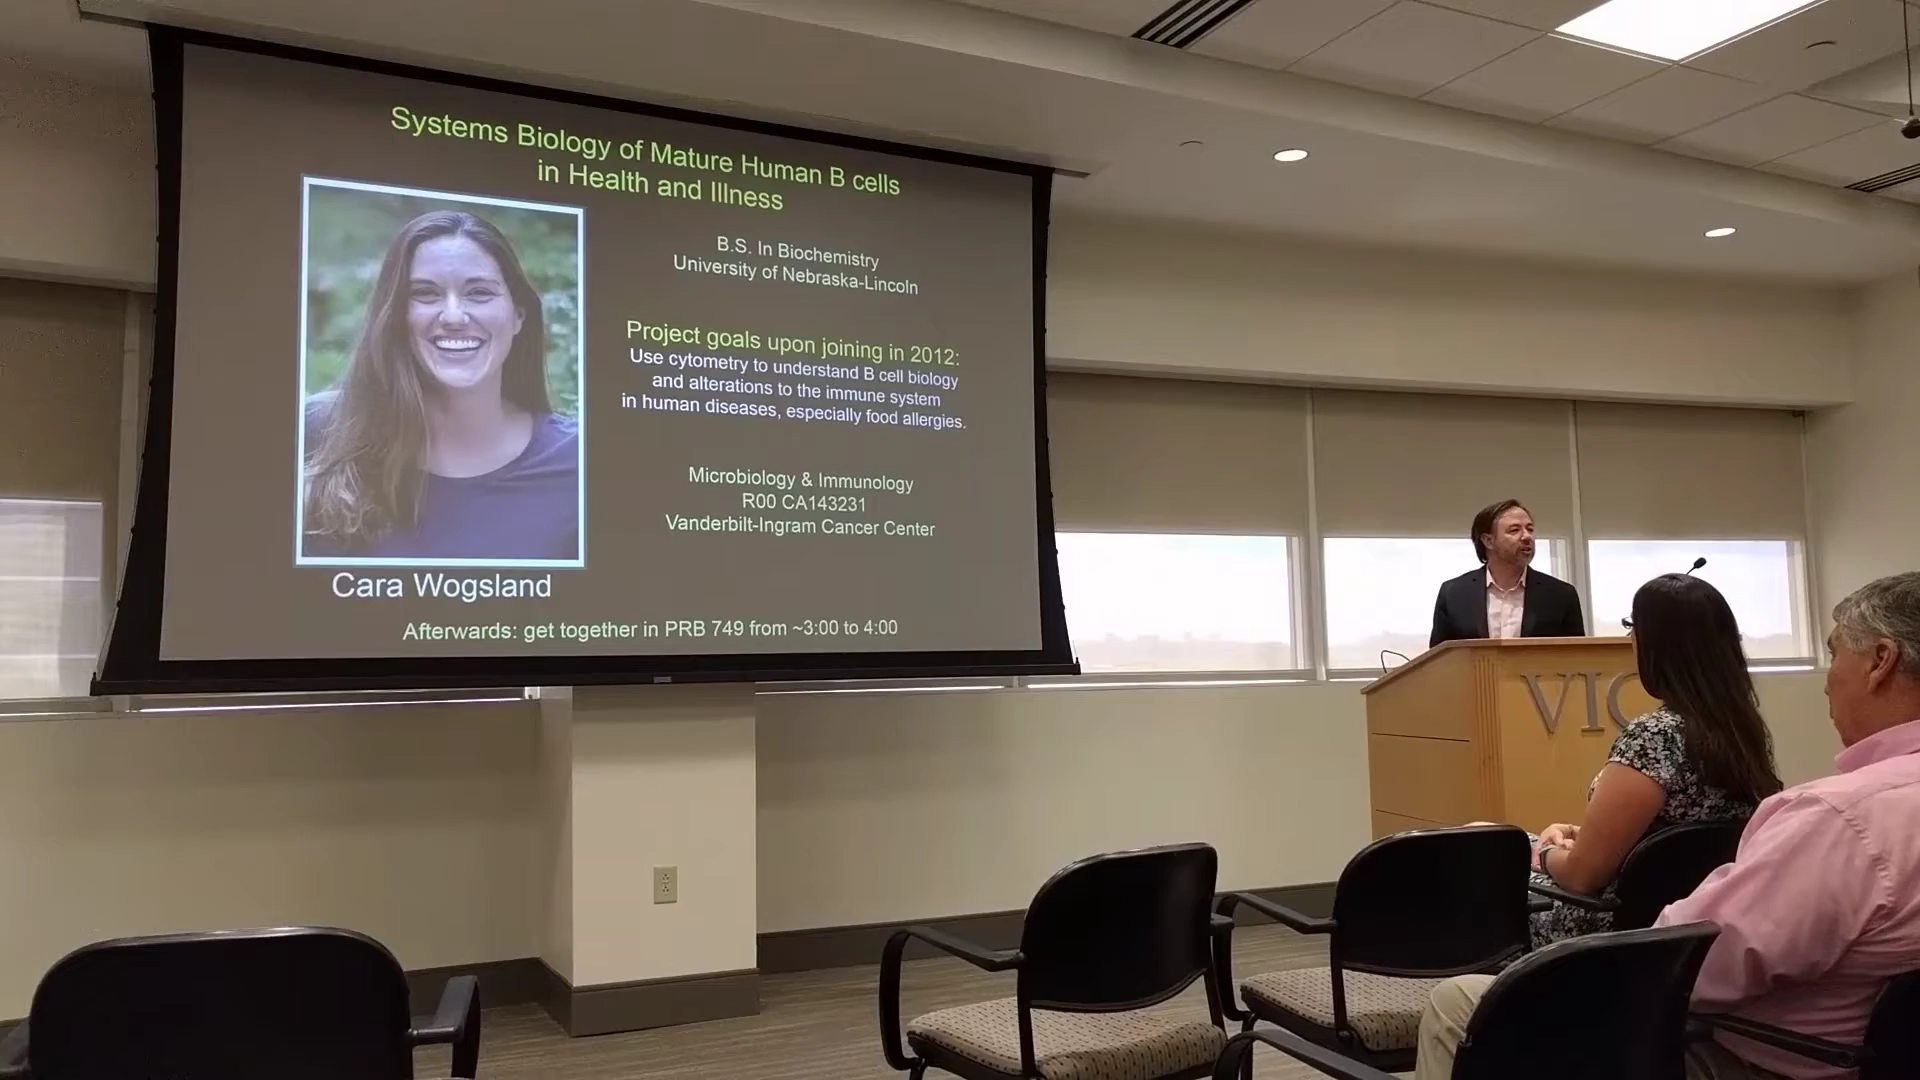 Systems Biology of Mature Human B cells
in Health and Illness
B.S. In Biochemistry
University of Nebraska-Lincoln
Project goals upon joining in 2012:
Use cytometry to understand B cell biology
and alterations to the immune system
in human diseases, especially food allergies.
Microbiology & Immunology
R00 CA143231
Vanderbilt-Ingram Cancer Center
Cara Wogsland
Afterwards: get together in PRB 749 from ~3:00 to 4:00